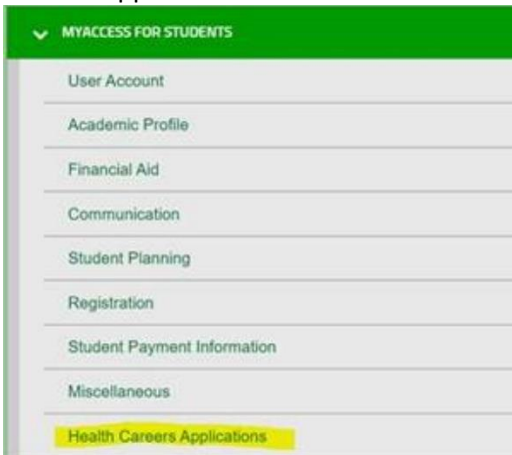 MYACCESS FOR STUDENTS
User Account
Academic Profile
Financial Aid
Communication
Student Planning
Registration
Student Payment Information
Miscellaneous
Health Careers Applications